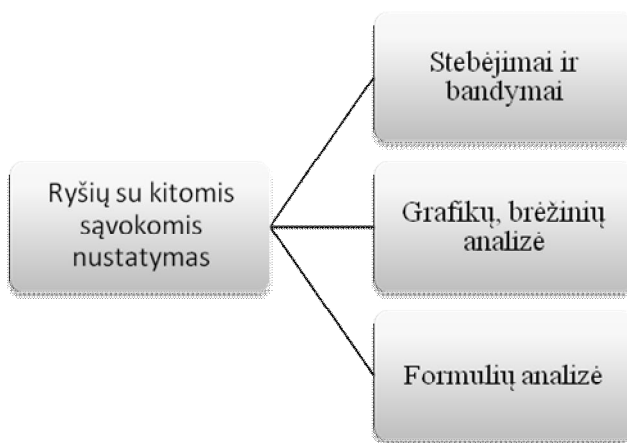 Ryšių su kitomis
sąvokomis
nustatymas
Stebėjimai ir
bandymai
Grafikų, brėžinių
analizė
Formulių analizė